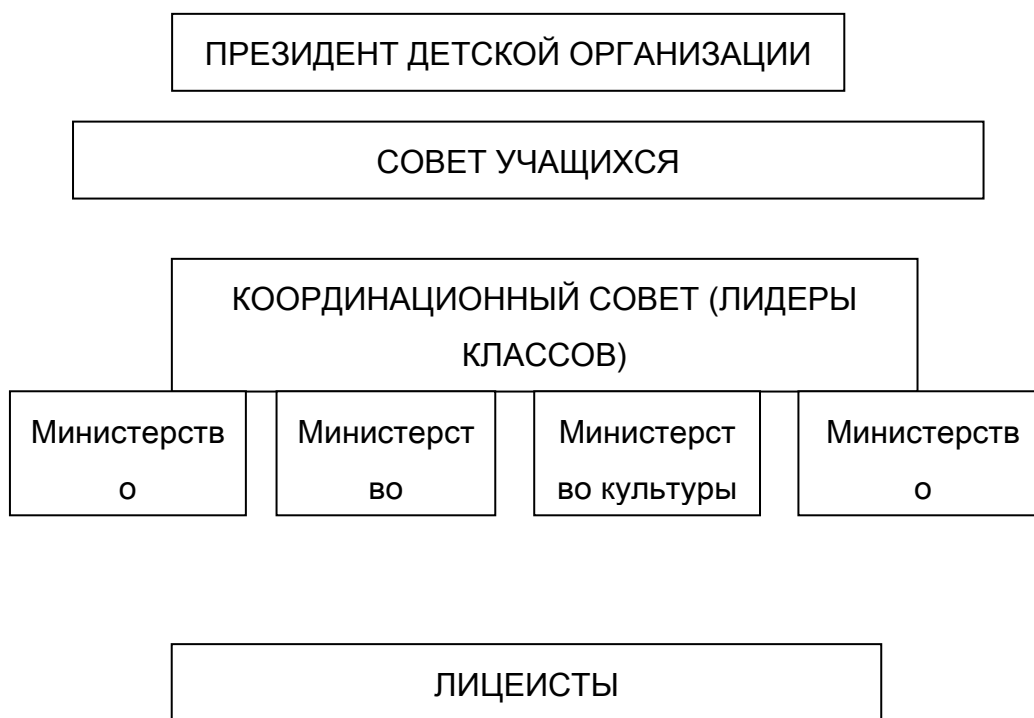 ПРЕЗИДЕНТ ДЕТСКОЙ ОРГАНИЗАЦИИ
СОВЕТ УЧАЩИХСЯ
КООРДИНАЦИОННЫЙ СОВЕТ (ЛИДЕРЫ
КЛАССОВ)
Министерств
о
Министерст
во
Министерст
во культуры
Министерств
о
ЛИЦЕИСТЫ